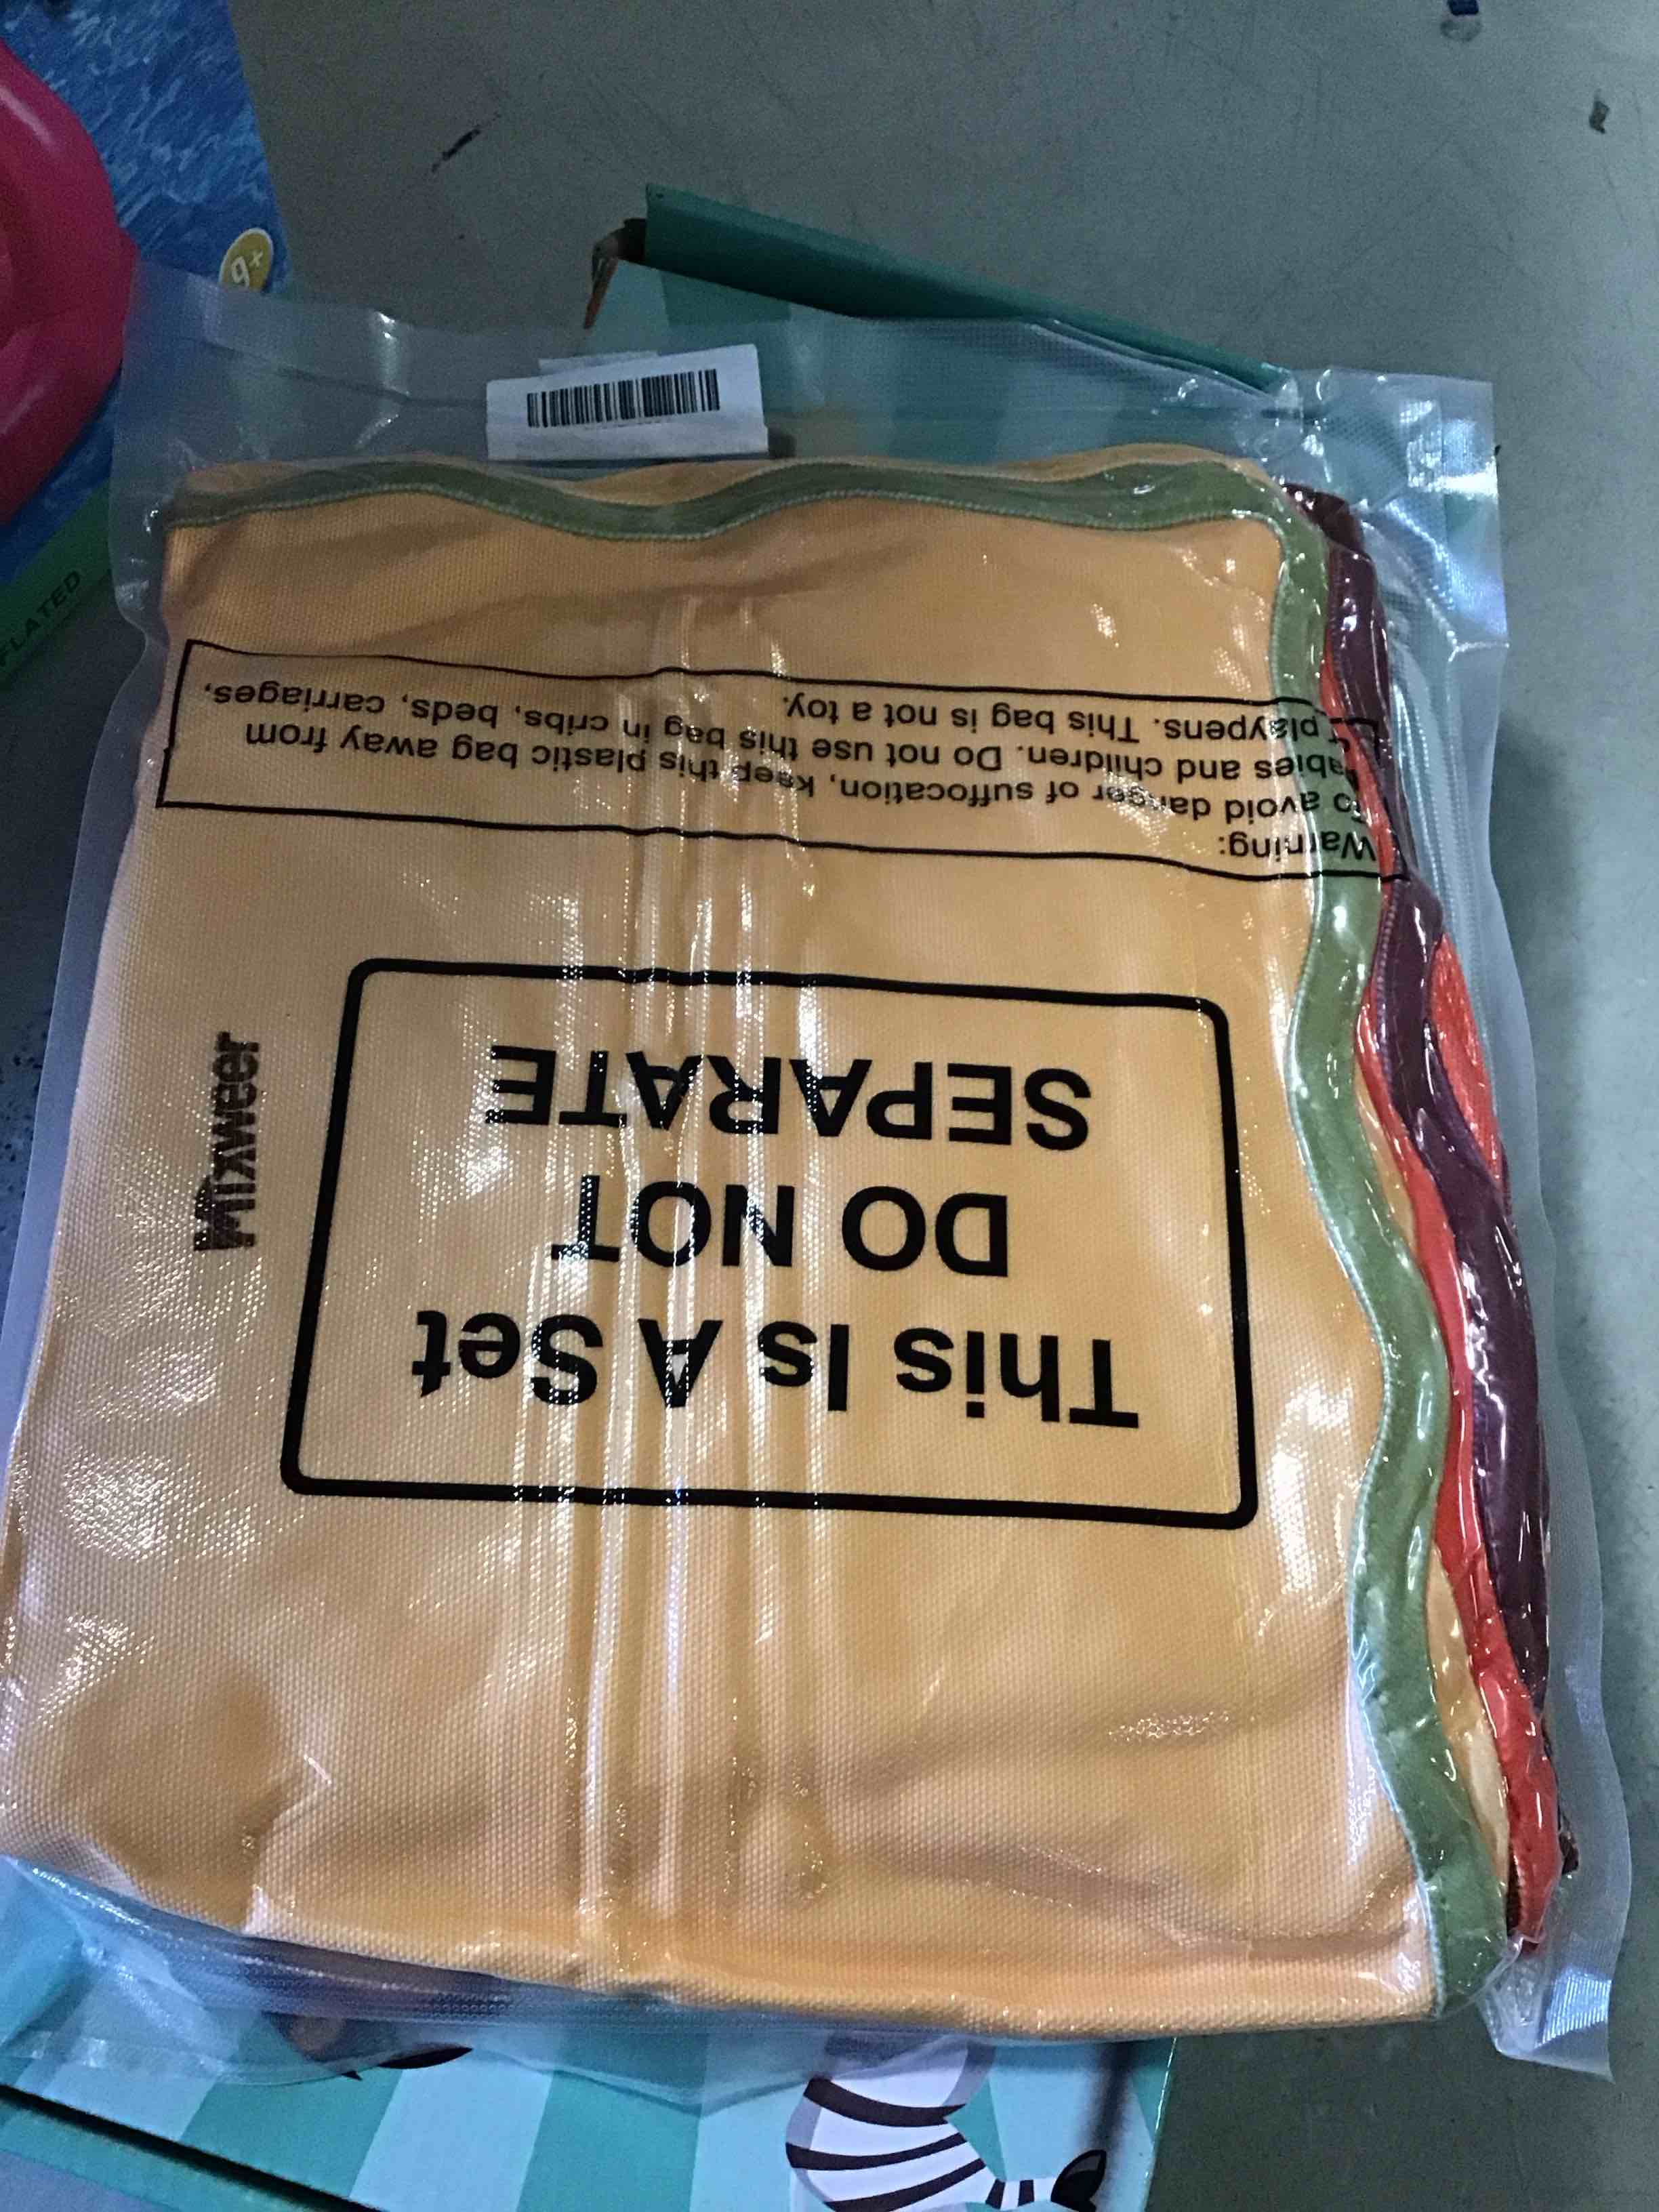 This Is A Set
DO NOT
SEPARATE
Mixweer
Warning:
To avoid danger of suffocation, keep this plastic bag away from
babies and children. Do not use this bag in cribs, beds, carriages,
playpens. This bag is not a toy.
9+
FLATED